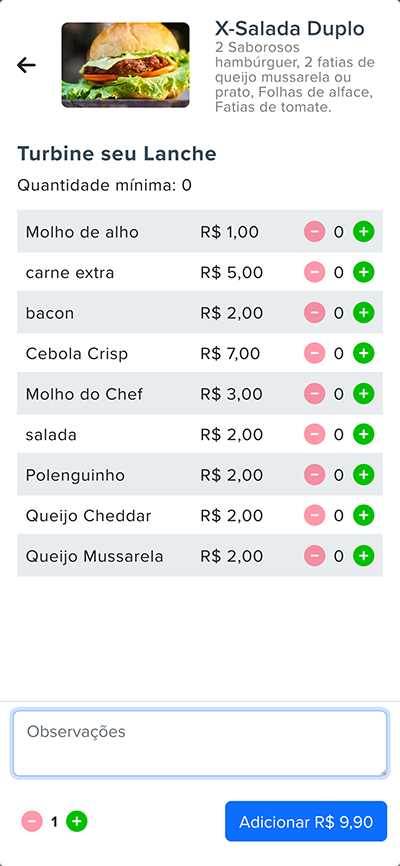 X-Salada Duplo
2 Saborosos
hambúrguer, 2 fatias de
queijo mussarela ou
prato, Folhas de alface,
Fatias de tomate.
Turbine seu Lanche
Quantidade mínima: 0
Molho de alho R$ 1,00 0
carne extra R$ 5,00 0
bacon R$ 2,00 0
Cebola Crisp R$ 7,00 0
Molho do Chef R$ 3,00 0
salada R$ 2,00 0
Polenguinho R$ 2,00 0
Queijo Cheddar R$ 2,00 0
Queijo Mussarela R$ 2,00 0
Observações
1 Adicionar R$ 9,90